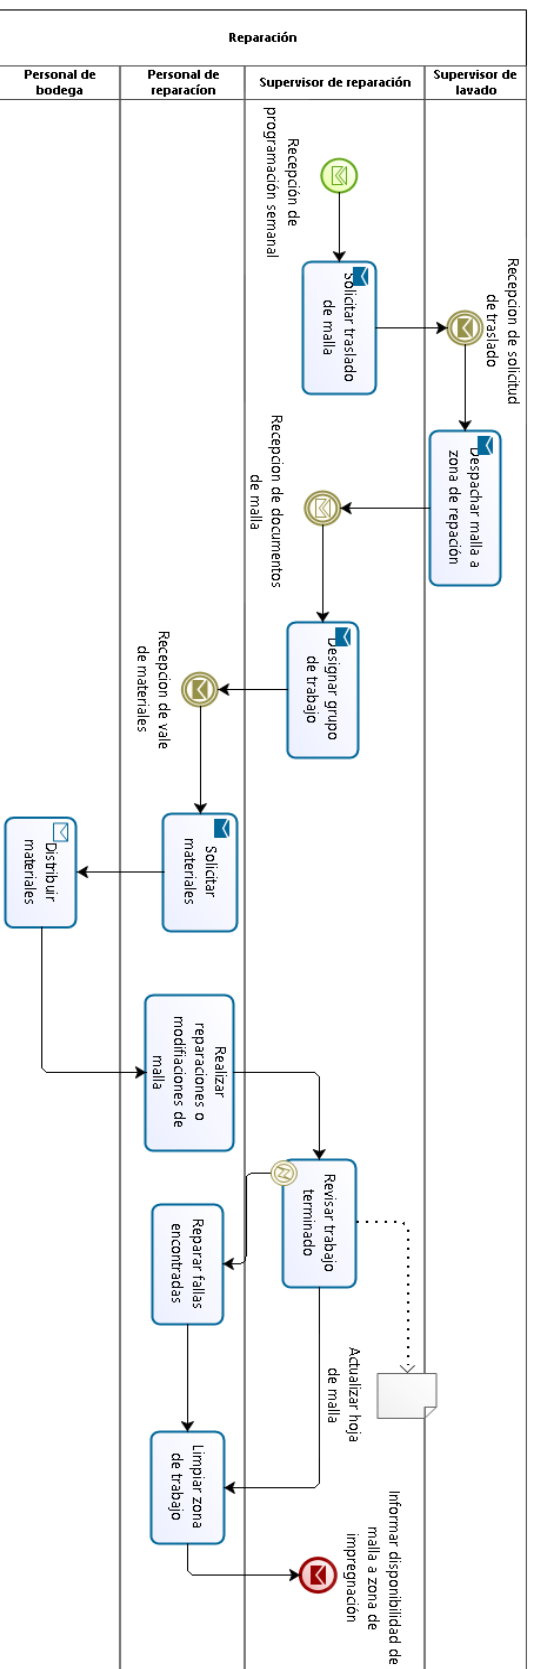 Reparación
Personal de
bodega
Personal de
reparacíon
Supervisor de reparación
Supervisor de
lavado
Recepción de
programación semanal
Solicitar traslado
de malla
Recepcion de solicitud
de traslado
Despachar malla a
zona de repación
Recepcion de documentos
de malla
Designar grupo
de trabajo
Recepcion de vale
de materiales
Solicitar
materiales
Distribuir
materiales
Realizar
reparaciones o
modifiaciones de
malla
Revisar trabajo
terminado
Reparar fallas
encontradas
Actualizar hoja
de malla
Limpiar zona
de trabajo
Informar disponibilidad de
malla a zona de
impregnación